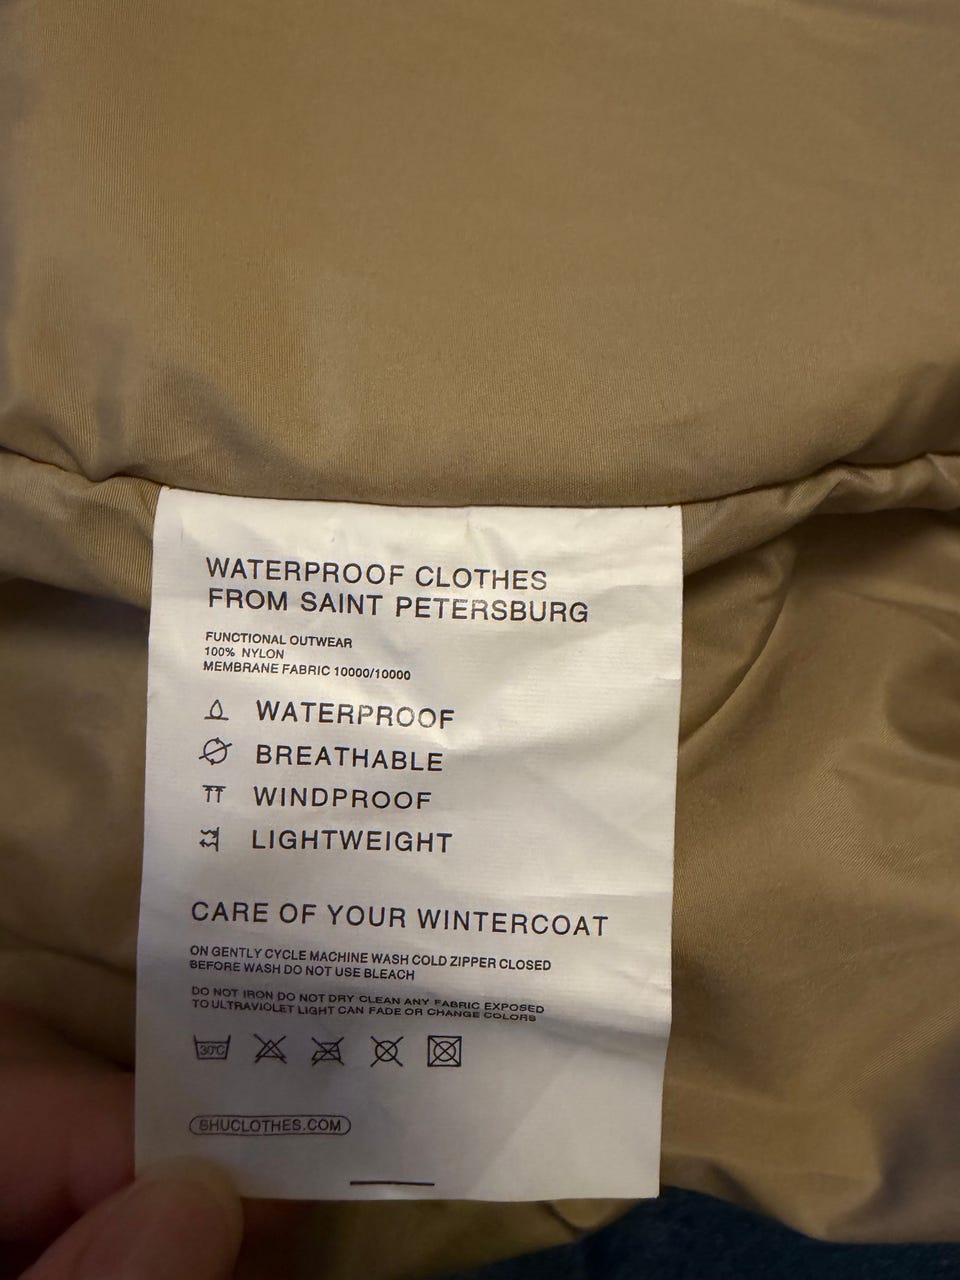 WATERPROOF CLOTHES
FROM SAINT PETERSBURG
FUNCTIONAL OUTWEAR
100% NYLON
MEMBRANE FABRIC 10000/10000
WATERPROOF
BREATHABLE
WINDPROOF
LIGHTWEIGHT
CARE OF YOUR WINTERCOAT
ON GENTLY CYCLE MACHINE WASH COLD ZIPPER CLOSED
BEFORE WASH DO NOT USE BLEACH
DO NOT IRON DO NOT DRY CLEAN ANY FABRIC EXPOSED
TO ULTRAVIOLET LIGHT CAN FADE OR CHANGE COLORS
30°C
SHUCLOTHES.COM